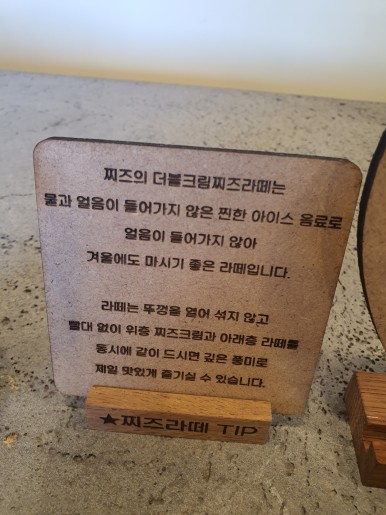 찌즈의 더블크림찌즈라떼는
물과 얼음이 들어가지 않은 찐한 아이스 음료로
얼음이 들어가지 않아
겨울에도 마시기 좋은 라떼입니다.
라떼는 뚜껑을 열어 섞지 않고
빨대 없이 위층 찌즈크림과 아래층 라떼를
동시에 같이 드시면 깊은 풍미로
제일 맛있게 즐기실 수 있습니다.
★찌즈라떼 TIP